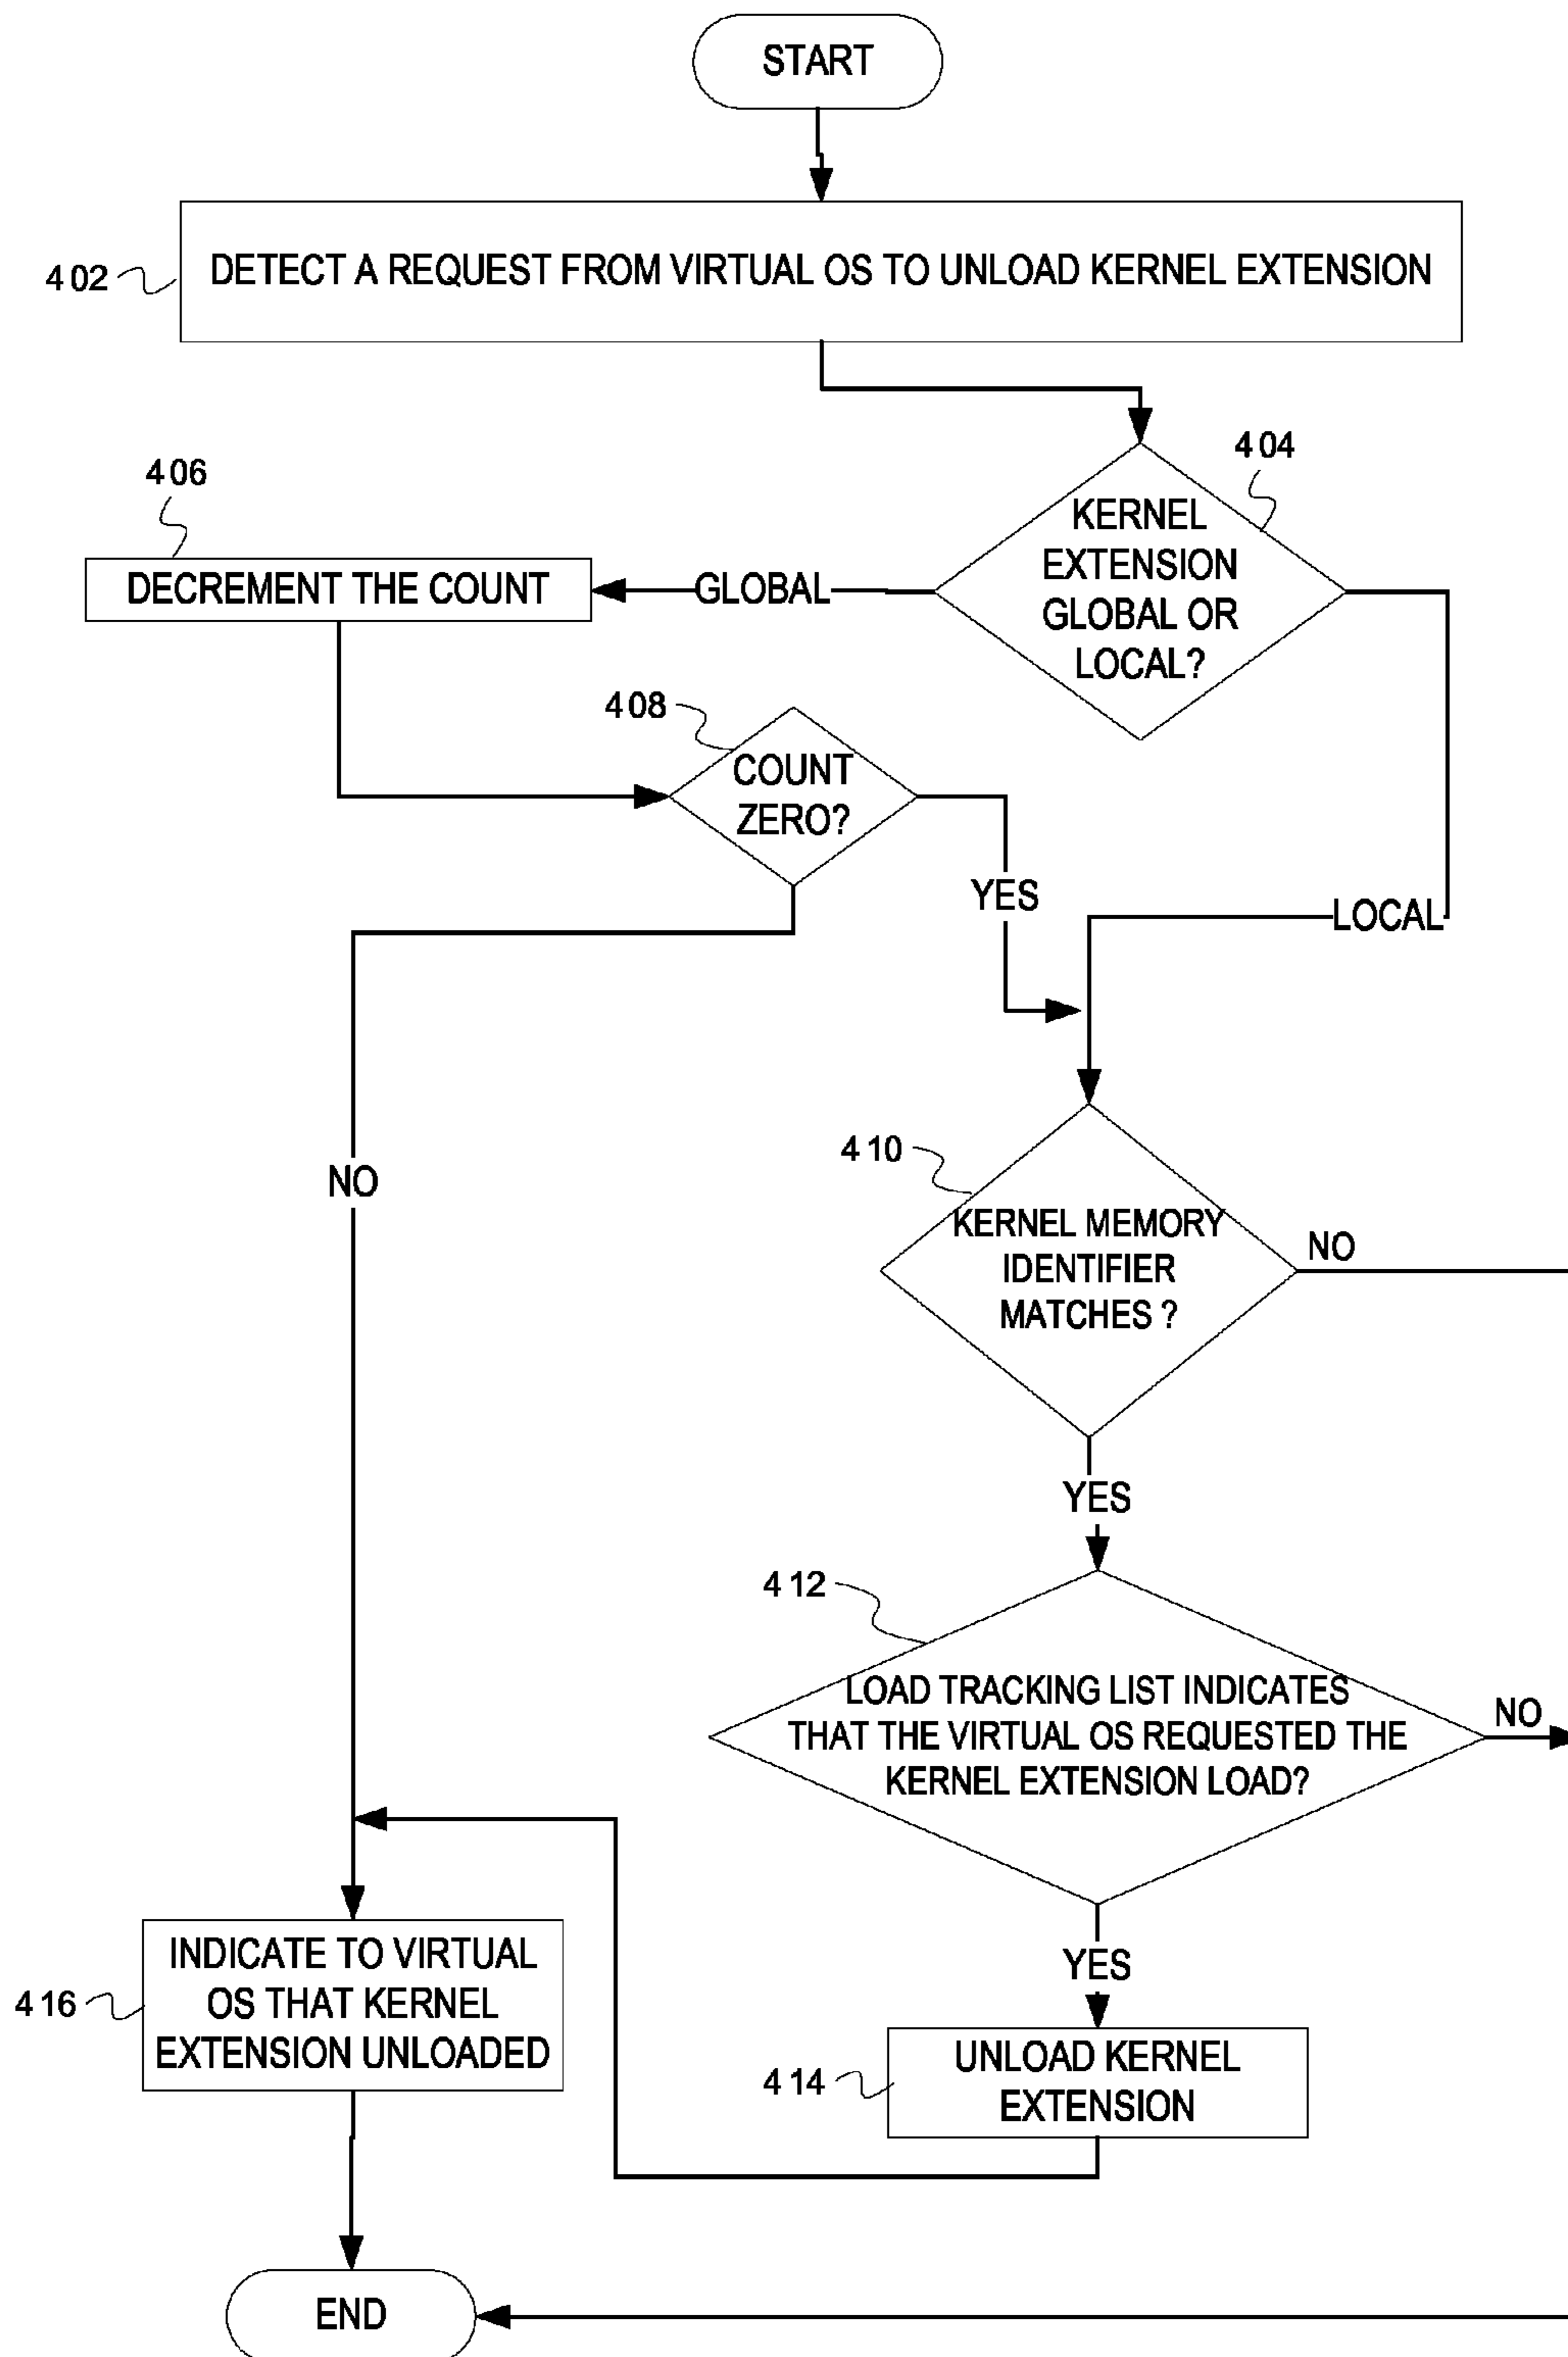 START
402
DETECT A REQUEST FROM VIRTUAL OS TO UNLOAD KERNEL EXTENSION
404
KERNEL
EXTENSION
GLOBAL OR
LOCAL?
406
DECREMENT THE COUNT
GLOBAL
408
COUNT
ZERO?
YES
LOCAL
NO
410
KERNEL MEMORY
IDENTIFIER
MATCHES ?
NO
YES
412
LOAD TRACKING LIST INDICATES
THAT THE VIRTUAL OS REQUESTED THE
KERNEL EXTENSION LOAD?
NO
YES
416
INDICATE TO VIRTUAL
OS THAT KERNEL
EXTENSION UNLOADED
414
UNLOAD KERNEL
EXTENSION
END